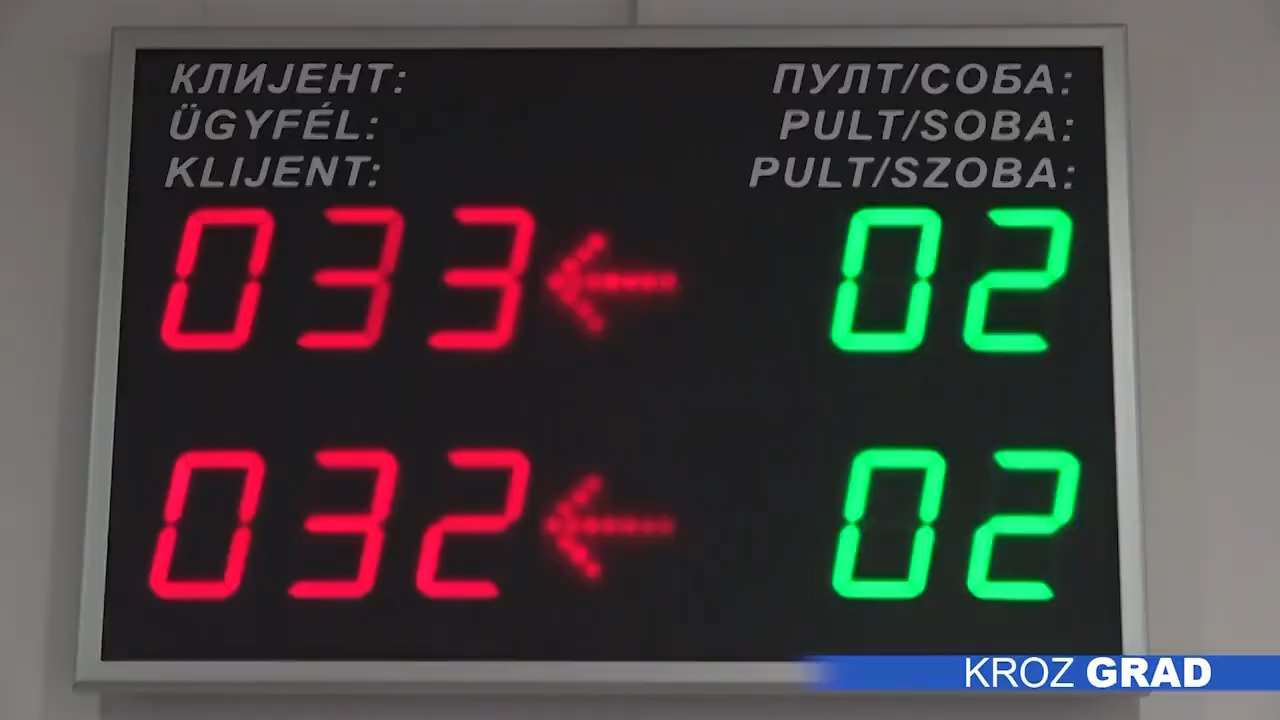 КЛИЈЕНТ: ПУЛТ/СОБА:
ÜGYFÉL: PULT/SOBA:
KLIJENT: PULT/SZOBA:
033 ← 02
032 ← 02
KROZ GRAD